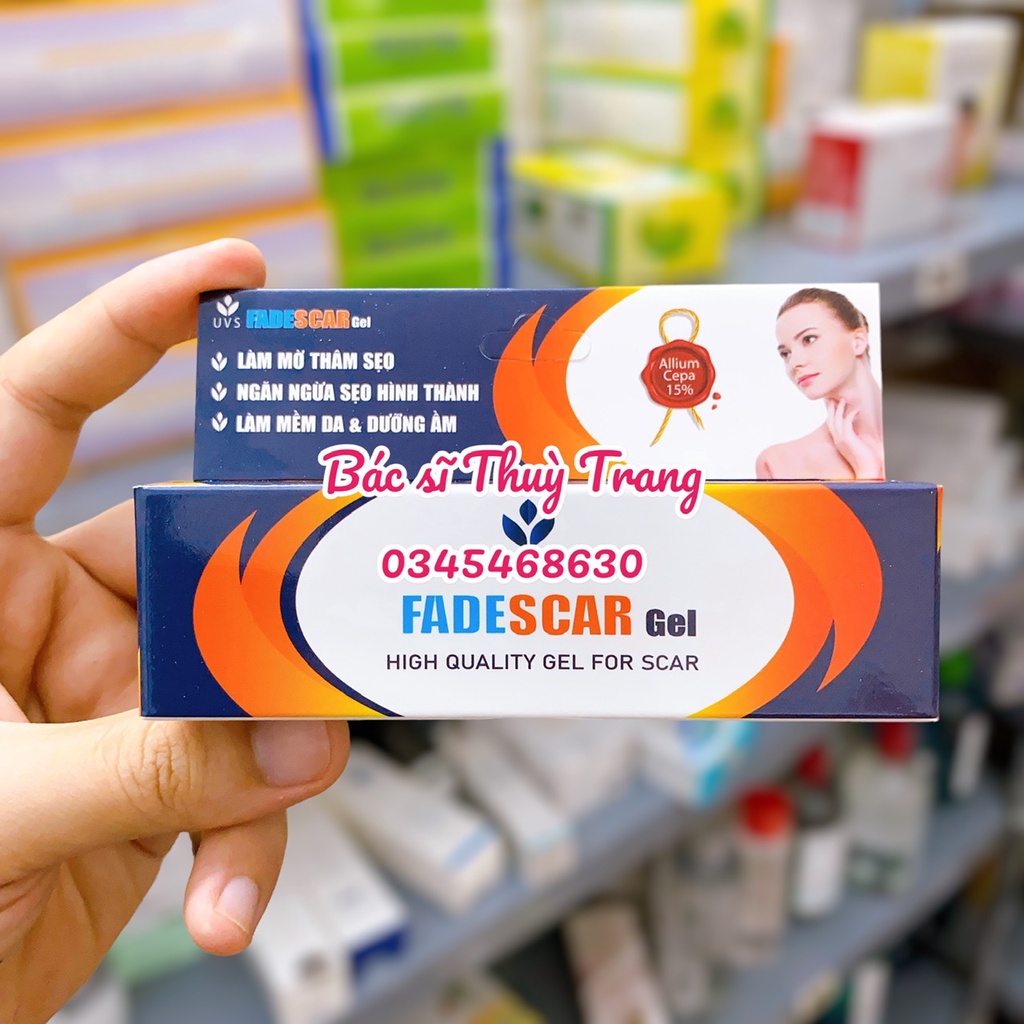 UVS FADESCAR Gel
LÀM MỜ THÂM SẸO
NGĂN NGỪA SẸO HÌNH THÀNH
LÀM MỀM DA & DƯỠNG ẨM
Allium
Cepa
15%
Bác sĩ Thuỳ Trang
0345468630
FADESCAR Gel
HIGH QUALITY GEL FOR SCAR